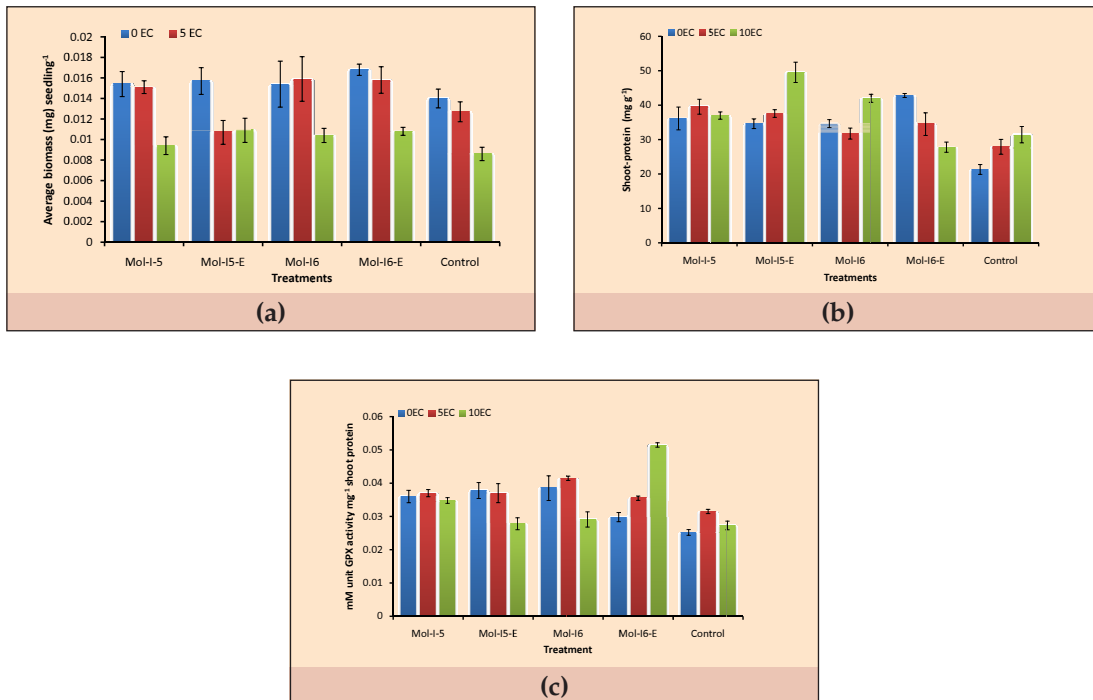 0 EC 5 EC
Average biomass (mg) seedling-1
0.02
0.018
0.016
0.014
0.012
0.01
0.008
0.006
0.004
0.002
0
Mol-I-5 Mol-I5-E Mol-I6 Mol-I6-E Control
Treatments
(a)
0EC 5EC 10EC
Shoot-protein (mg g-1)
60
50
40
30
20
10
0
Mol-I-5 Mol-I5-E Mol-I6 Mol-I6-E Control
Treatments
(b)
0EC 5EC 10EC
mM unit GPX activity mg-1 shoot protein
0.06
0.05
0.04
0.03
0.02
0.01
0
Mol-I-5 Mol-I5-E Mol-I6 Mol-I6-E Control
Treatment
(c)